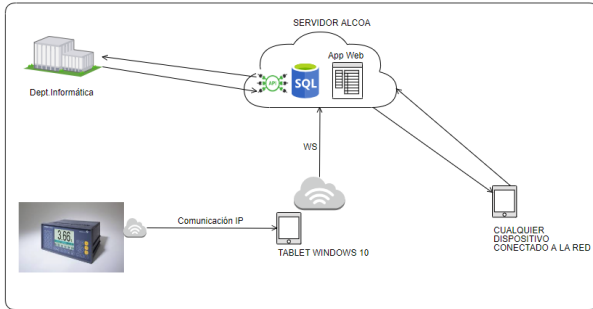 SERVIDOR ALCOA
App Web
API
SQL
Dept.Informática
WS
3.66
Comunicación IP
TABLET WINDOWS 10
CUALQUIER
DISPOSITIVO
CONECTADO A LA RED